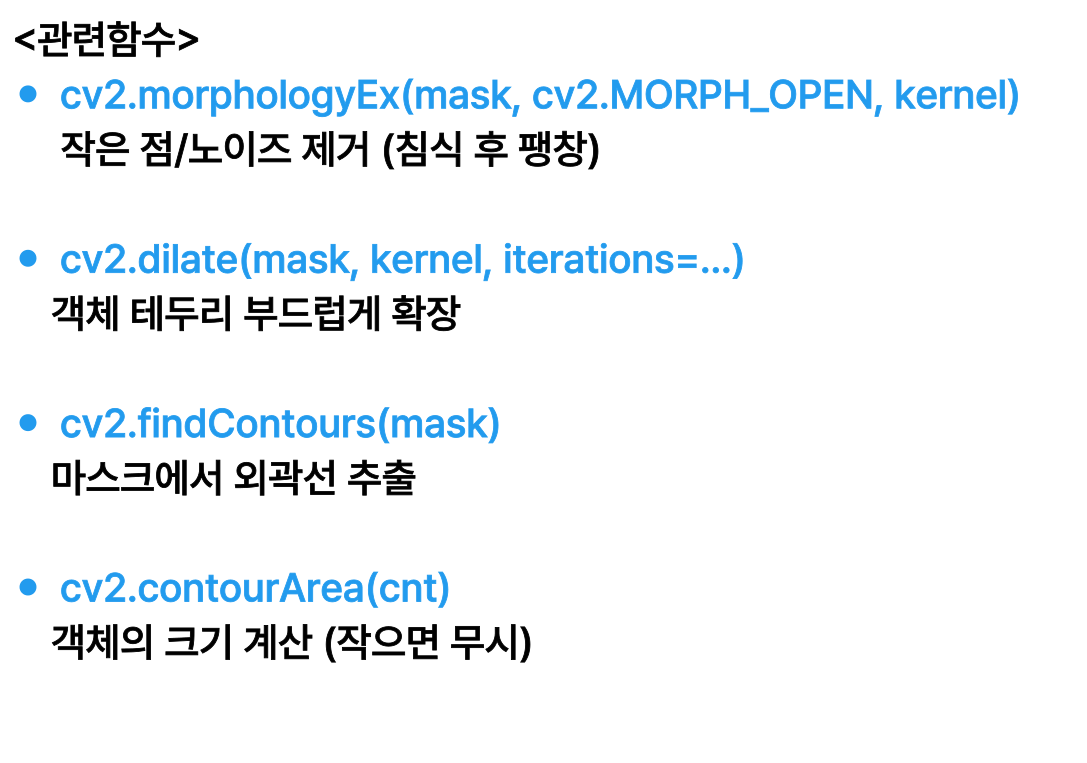 <관련함수>
• cv2.morphologyEx(mask, cv2.MORPH_OPEN, kernel)
작은 점/노이즈 제거 (침식 후 팽창)
• cv2.dilate(mask, kernel, iterations=...)
객체 테두리 부드럽게 확장
• cv2.findContours(mask)
마스크에서 외곽선 추출
• cv2.contourArea(cnt)
객체의 크기 계산 (작으면 무시)